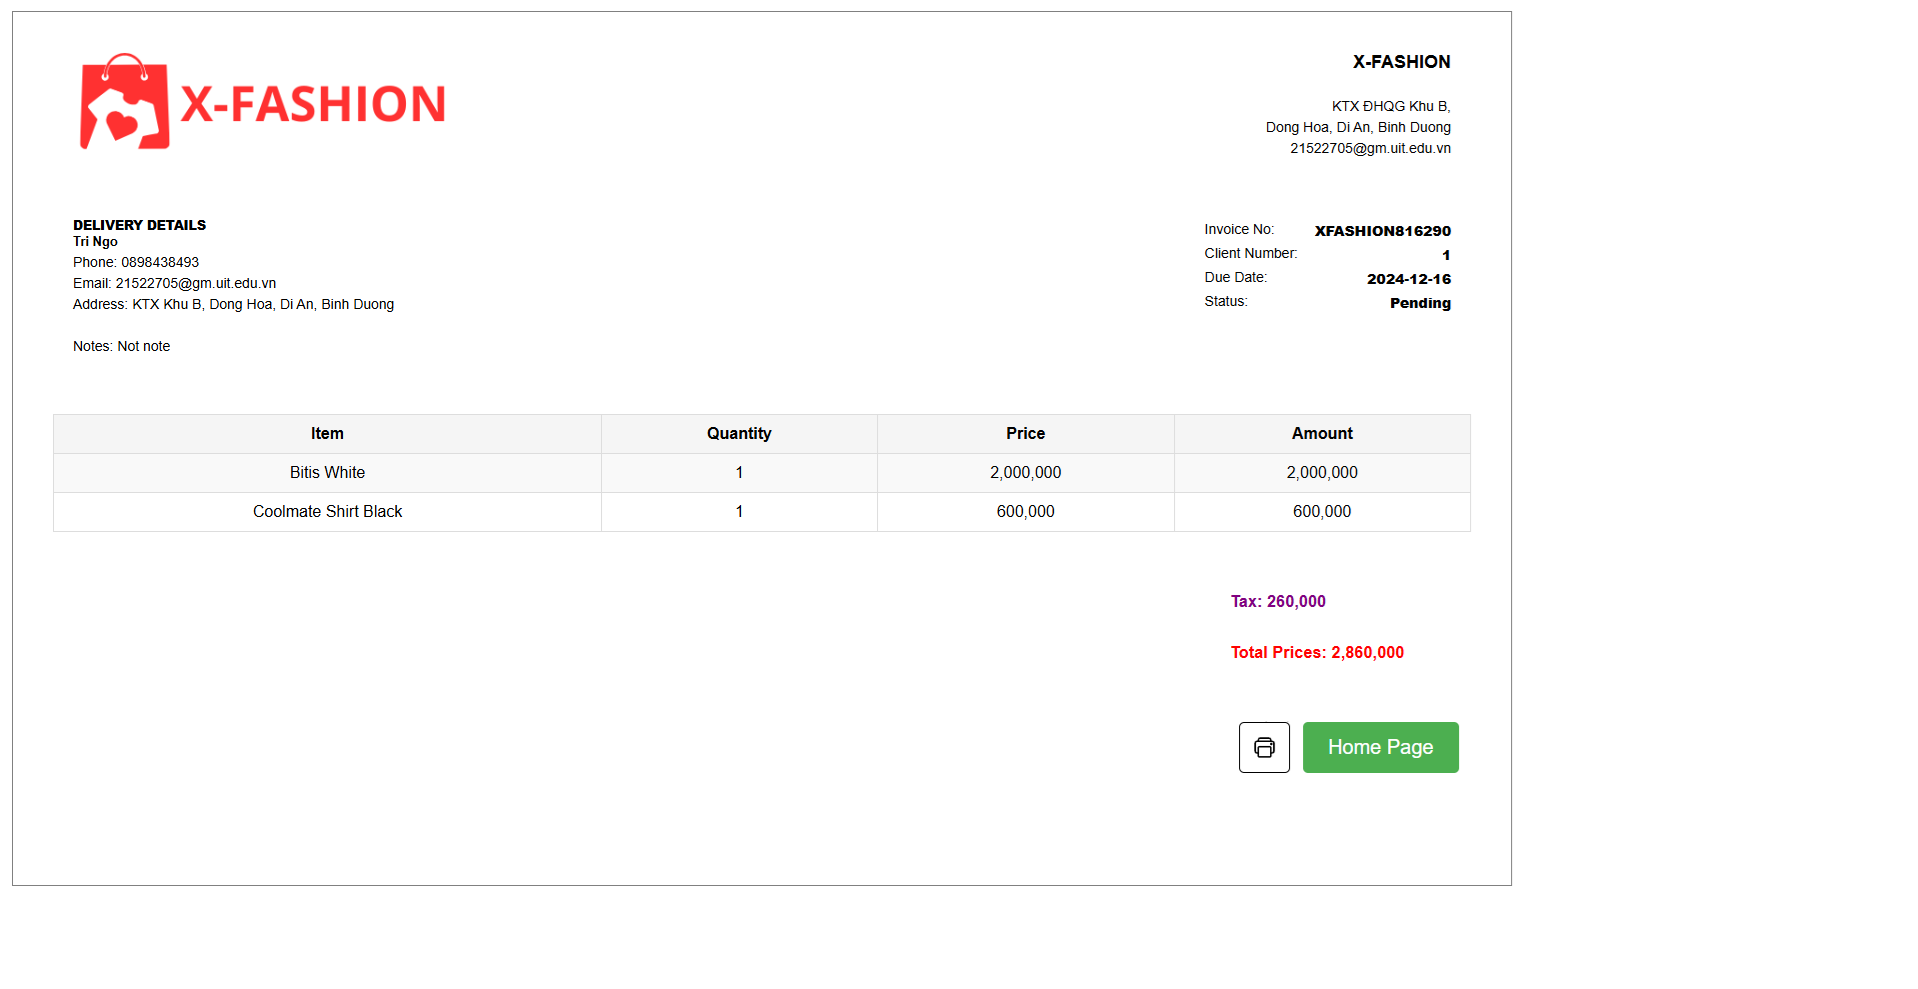 X-FASHION
X-FASHION
KTX ĐHQG Khu B,
Dong Hoa, Di An, Binh Duong
21522705@gm.uit.edu.vn
DELIVERY DETAILS
Tri Ngo
Phone: 0898438493
Email: 21522705@gm.uit.edu.vn
Address: KTX Khu B, Dong Hoa, Di An, Binh Duong
Notes: Not note
Invoice No: XFASHION816290
Client Number: 1
Due Date: 2024-12-16
Status: Pending
Item Quantity Price Amount
Bitis White 1 2,000,000 2,000,000
Coolmate Shirt Black 1 600,000 600,000
Tax: 260,000
Total Prices: 2,860,000
Home Page